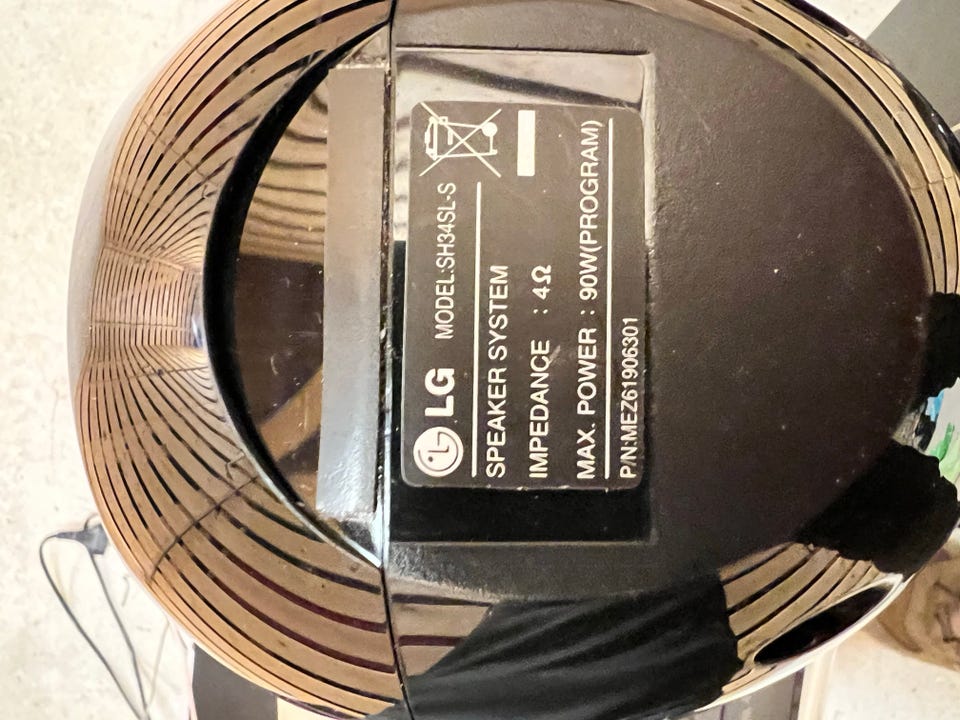 LG MODEL:SH34SL-S
SPEAKER SYSTEM
IMPEDANCE : 4Ω
MAX. POWER : 90W(PROGRAM)
P/N:MEZ61906301